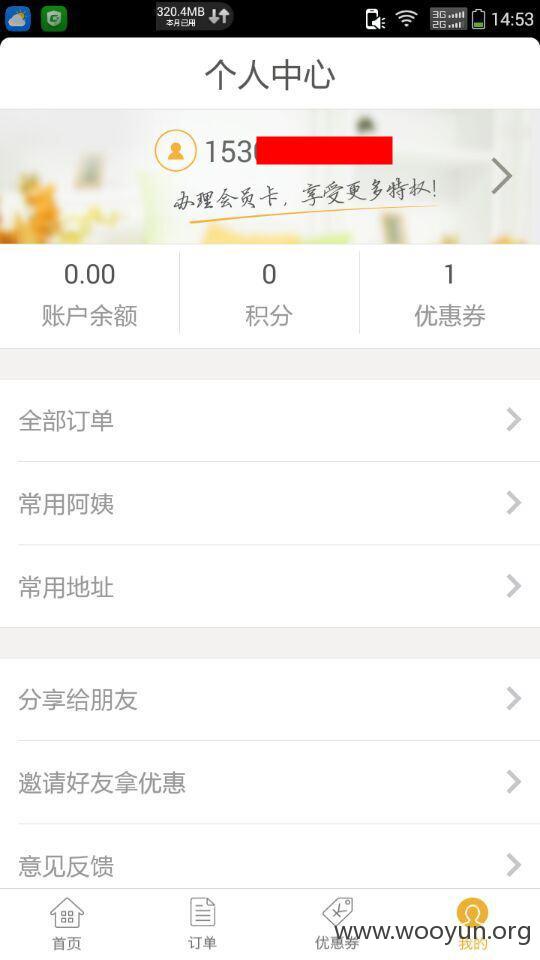 320.4MB
本月已用
3G
2G
14:53
个人中心
153
办理会员卡，享受更多特权!
0.00
0
1
账户余额
积分
优惠券
全部订单
常用阿姨
常用地址
分享给朋友
邀请好友拿优惠
意见反馈
首页
订单
优惠券
我的
www.wooyun.org